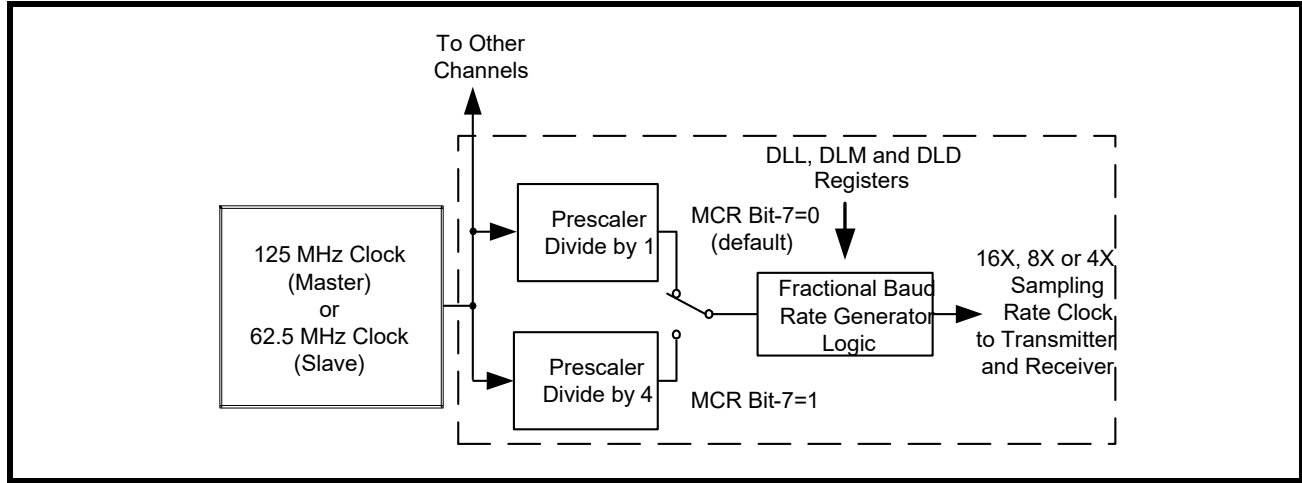 To Other
Channels
DLL, DLM and DLD
Registers
Prescaler
Divide by 1
MCR Bit-7=0
(default)
125 MHz Clock
(Master)
or
62.5 MHz Clock
(Slave)
Fractional Baud
Rate Generator
Logic
16X, 8X or 4X
Sampling
Rate Clock
to Transmitter
and Receiver
Prescaler
Divide by 4
MCR Bit-7=1